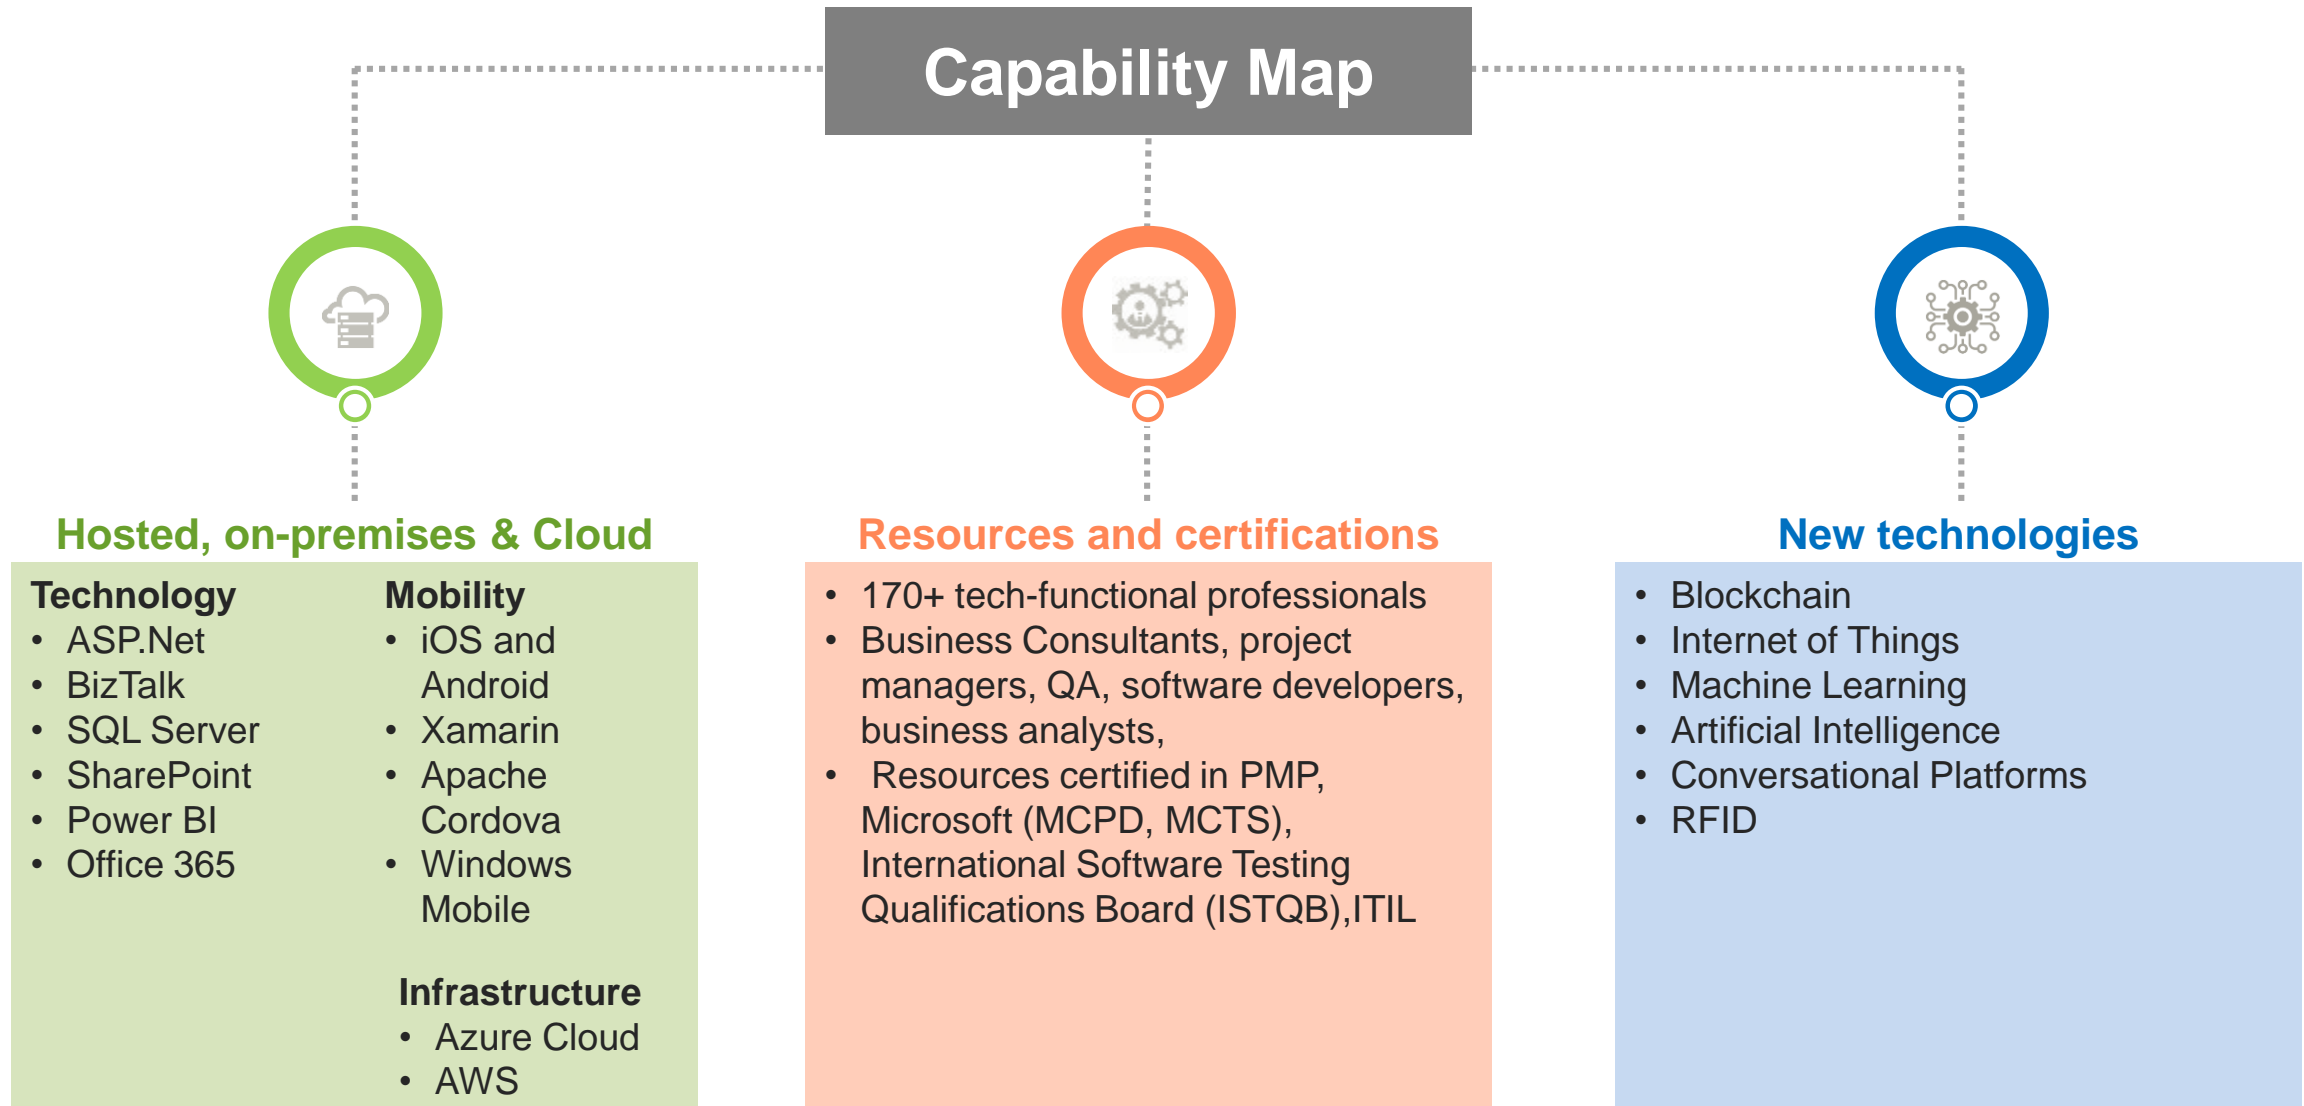 Capability Map
Hosted, on-premises & Cloud
Technology
• ASP.Net
• BizTalk
• SQL Server
• SharePoint
• Power BI
• Office 365
Mobility
• iOS and
Android
• Xamarin
• Apache
Cordova
• Windows
Mobile
Infrastructure
• Azure Cloud
• AWS
Resources and certifications
• 170+ tech-functional professionals
• Business Consultants, project
managers, QA, software developers,
business analysts,
• Resources certified in PMP,
Microsoft (MCPD, MCTS),
International Software Testing
Qualifications Board (ISTQB),ITIL
New technologies
• Blockchain
• Internet of Things
• Machine Learning
• Artificial Intelligence
• Conversational Platforms
• RFID